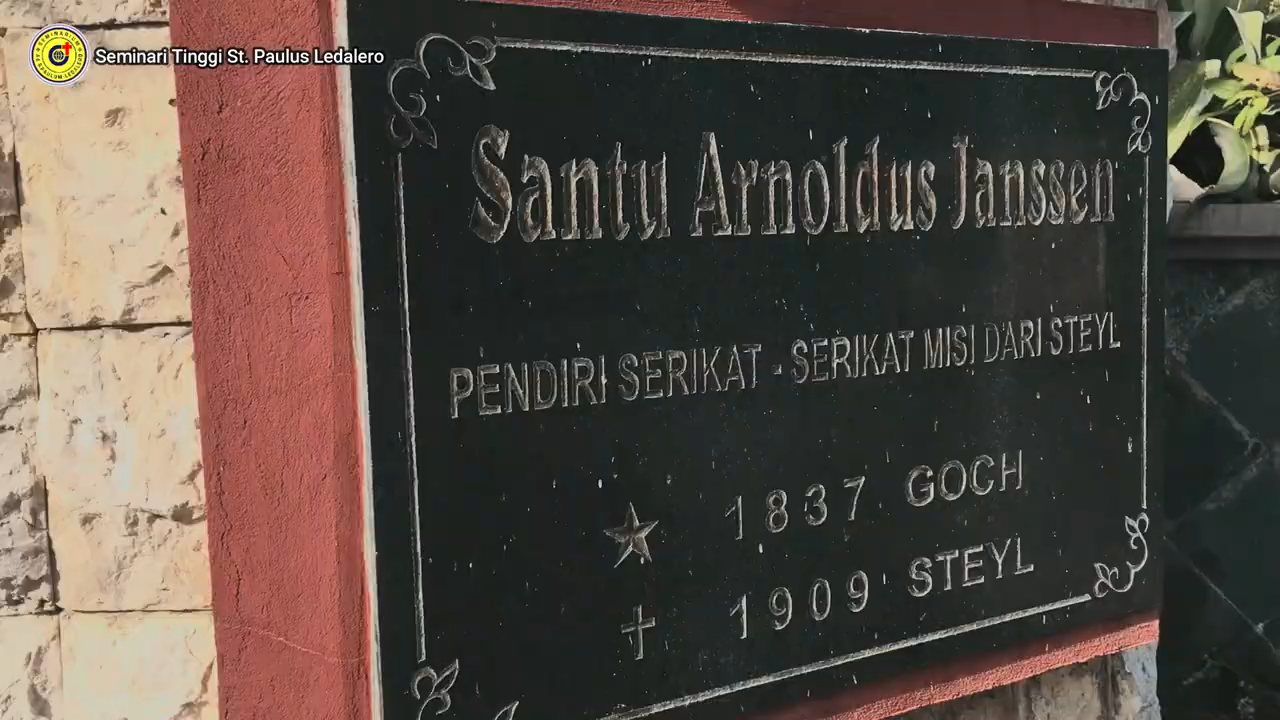 Seminari Tinggi St. Paulus Ledalero
Santu Arnoldus Janssen
PENDIRI SERIKAT - SERIKAT MISI DARI STEYL
1837 GOCH
1909 STEYL